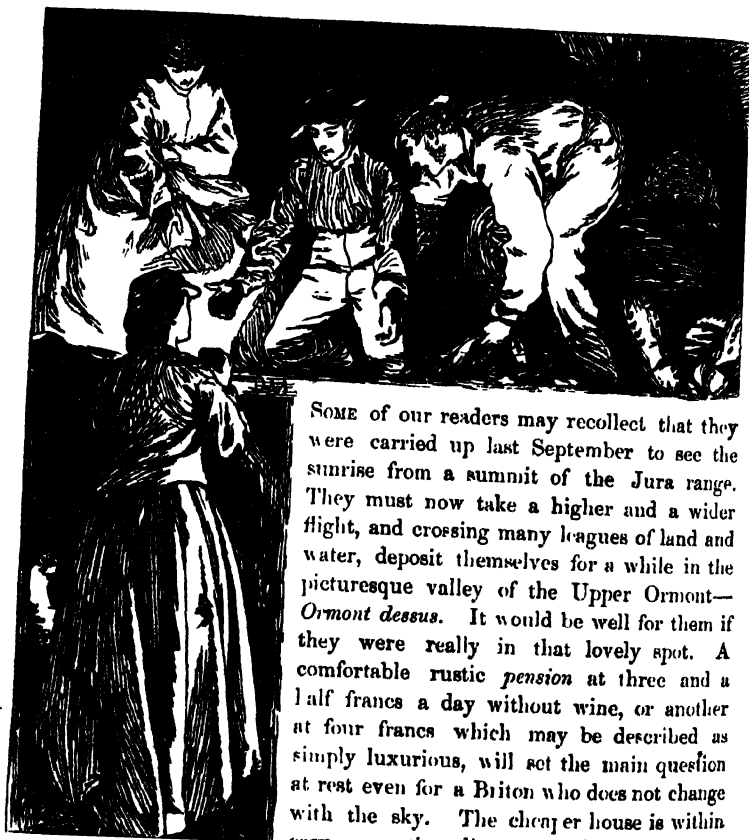 SOME of our readers may recollect that they
were carried up last September to see the
sunrise from a summit of the Jura range.
They must now take a higher and a wider
flight, and crossing many leagues of land and
water, deposit themselves for a while in the
picturesque valley of the Upper Ormont—
Ormont dessus. It would be well for them if
they were really in that lovely spot. A
comfortable rustic pension at three and a
half francs a day without wine, or another
at four francs which may be described as
simply luxurious, will set the main question
at rest even for a Briton who does not change
with the sky. The cheaper house is within